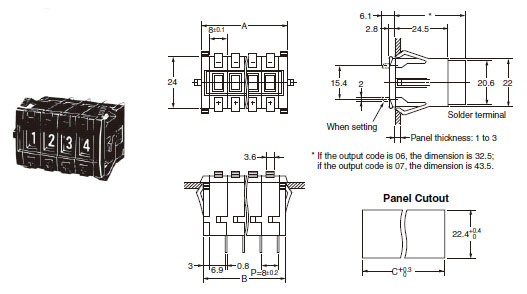 A
8±0.1
24
1 2 3 4
6.1
*
2.8
24.5
15.4
2
20.6
22
When setting
Solder terminal
Panel thickness: 1 to 3
* If the output code is 06, the dimension is 32.5;
if the output code is 07, the dimension is 43.5.
3.6
3
6.9
0.8
P=8±0.2
B
Panel Cutout
22.4+0.4 0
C+0.3 0